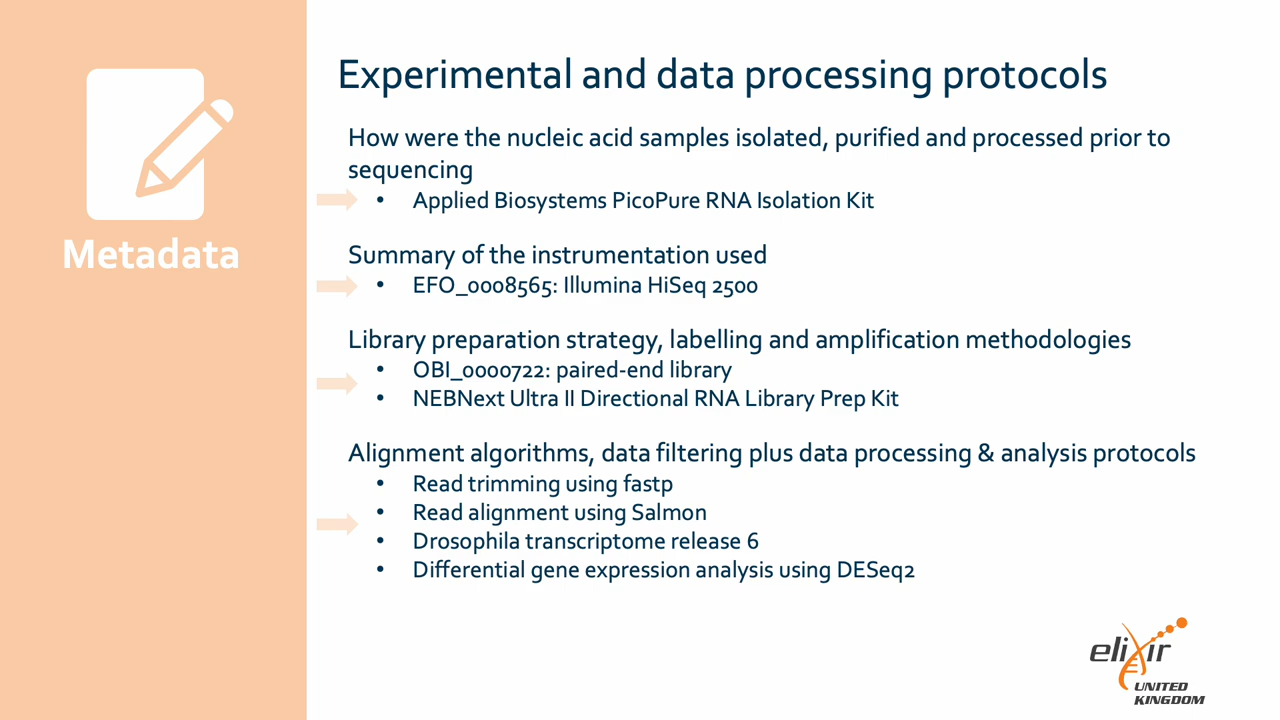 Metadata
Experimental and data processing protocols
How were the nucleic acid samples isolated, purified and processed prior to
sequencing
• Applied Biosystems PicoPure RNA Isolation Kit
Summary of the instrumentation used
• EFO_0008565: Illumina HiSeq 2500
Library preparation strategy, labelling and amplification methodologies
• OBI_0000722: paired-end library
• NEBNext Ultra II Directional RNA Library Prep Kit
Alignment algorithms, data filtering plus data processing & analysis protocols
• Read trimming using fastp
• Read alignment using Salmon
• Drosophila transcriptome release 6
• Differential gene expression analysis using DESeq2
elixir
UNITED
KINGDOM